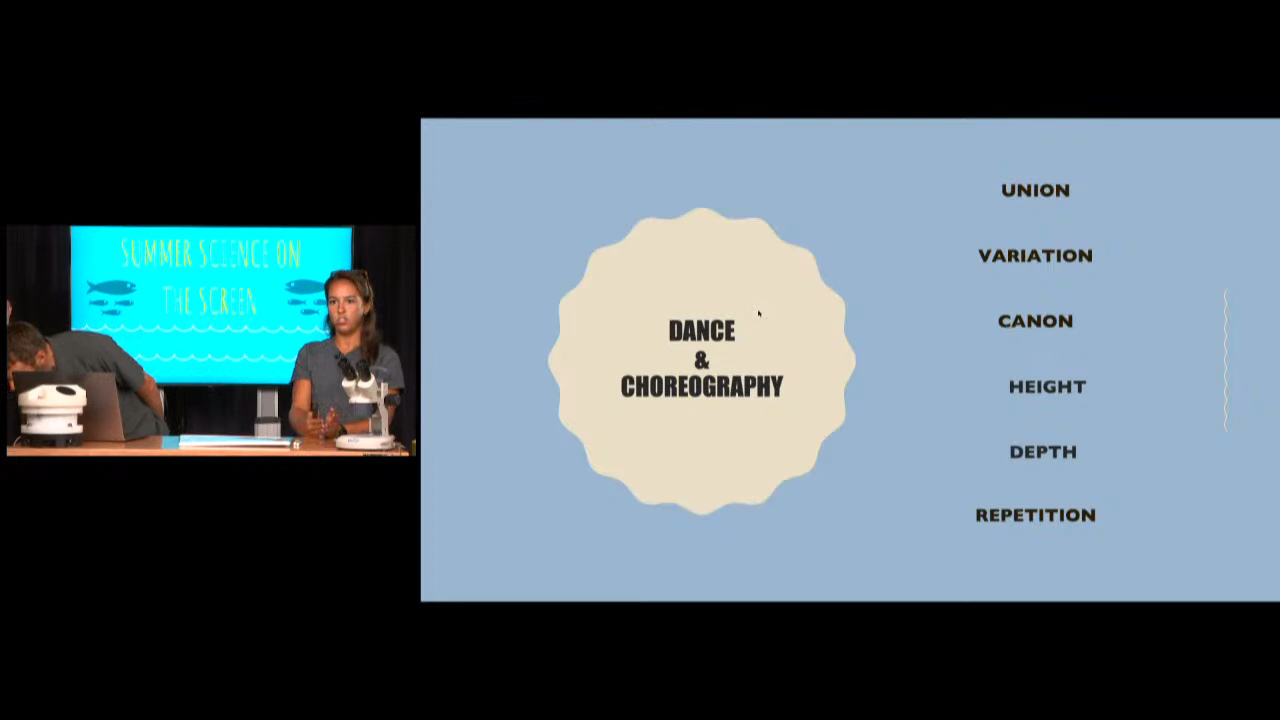 SUMMER SCIENCE ON
THE SCREEN
DANCE
&
CHOREOGRAPHY
UNION
VARIATION
CANON
HEIGHT
DEPTH
REPETITION